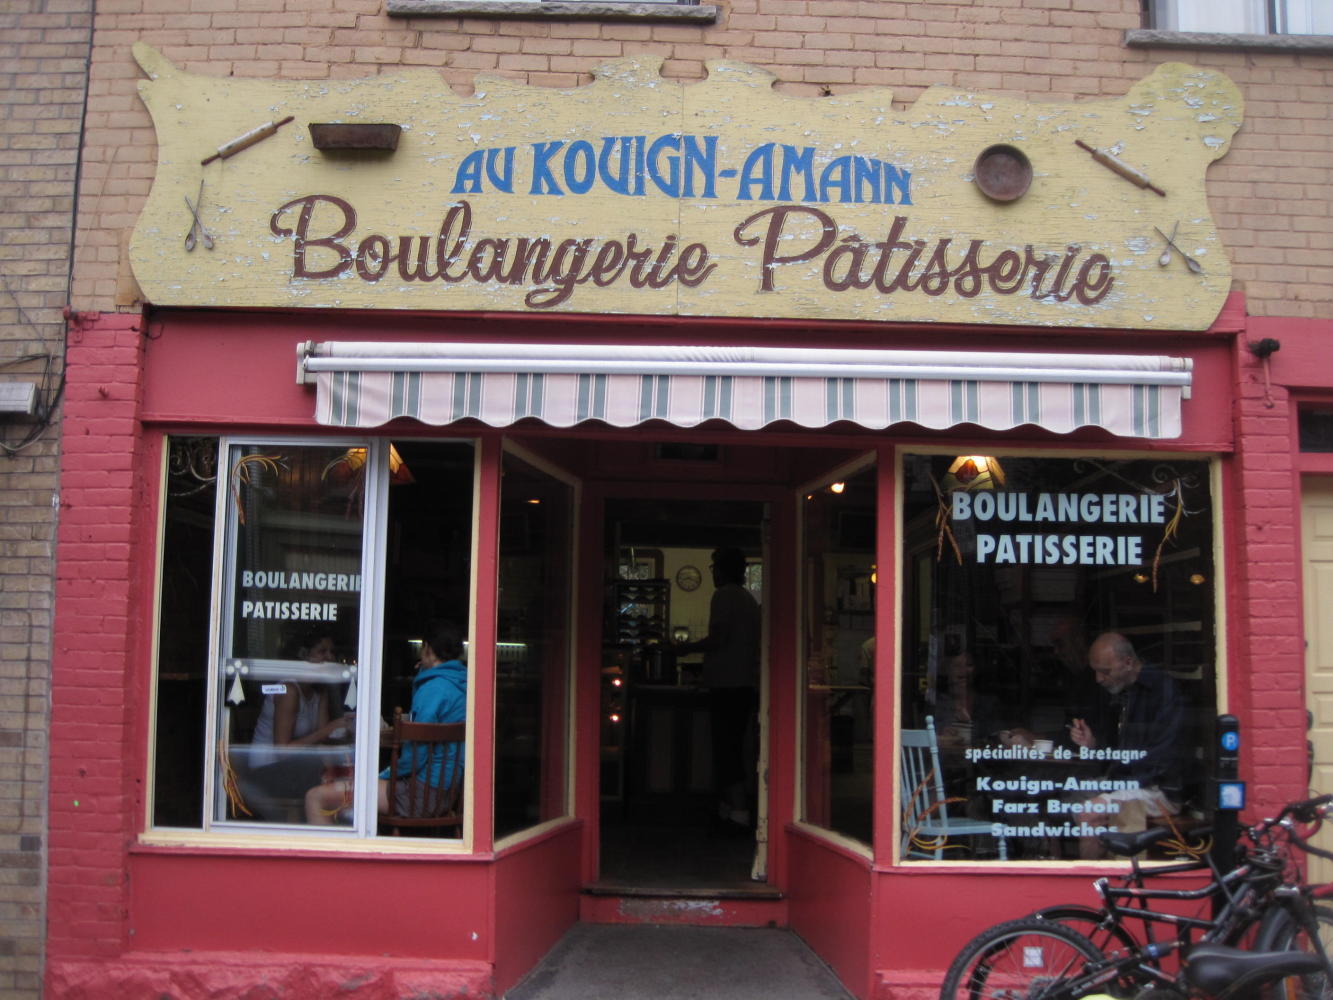 AU KOUIGN-AMANN
Boulangerie Pâtisserie
BOULANGERIE
PATISSERIE
BOULANGERIE
PATISSERIE
spécialités de Bretagne
Kouign-Amann
Farz Breton
Sandwiches
P